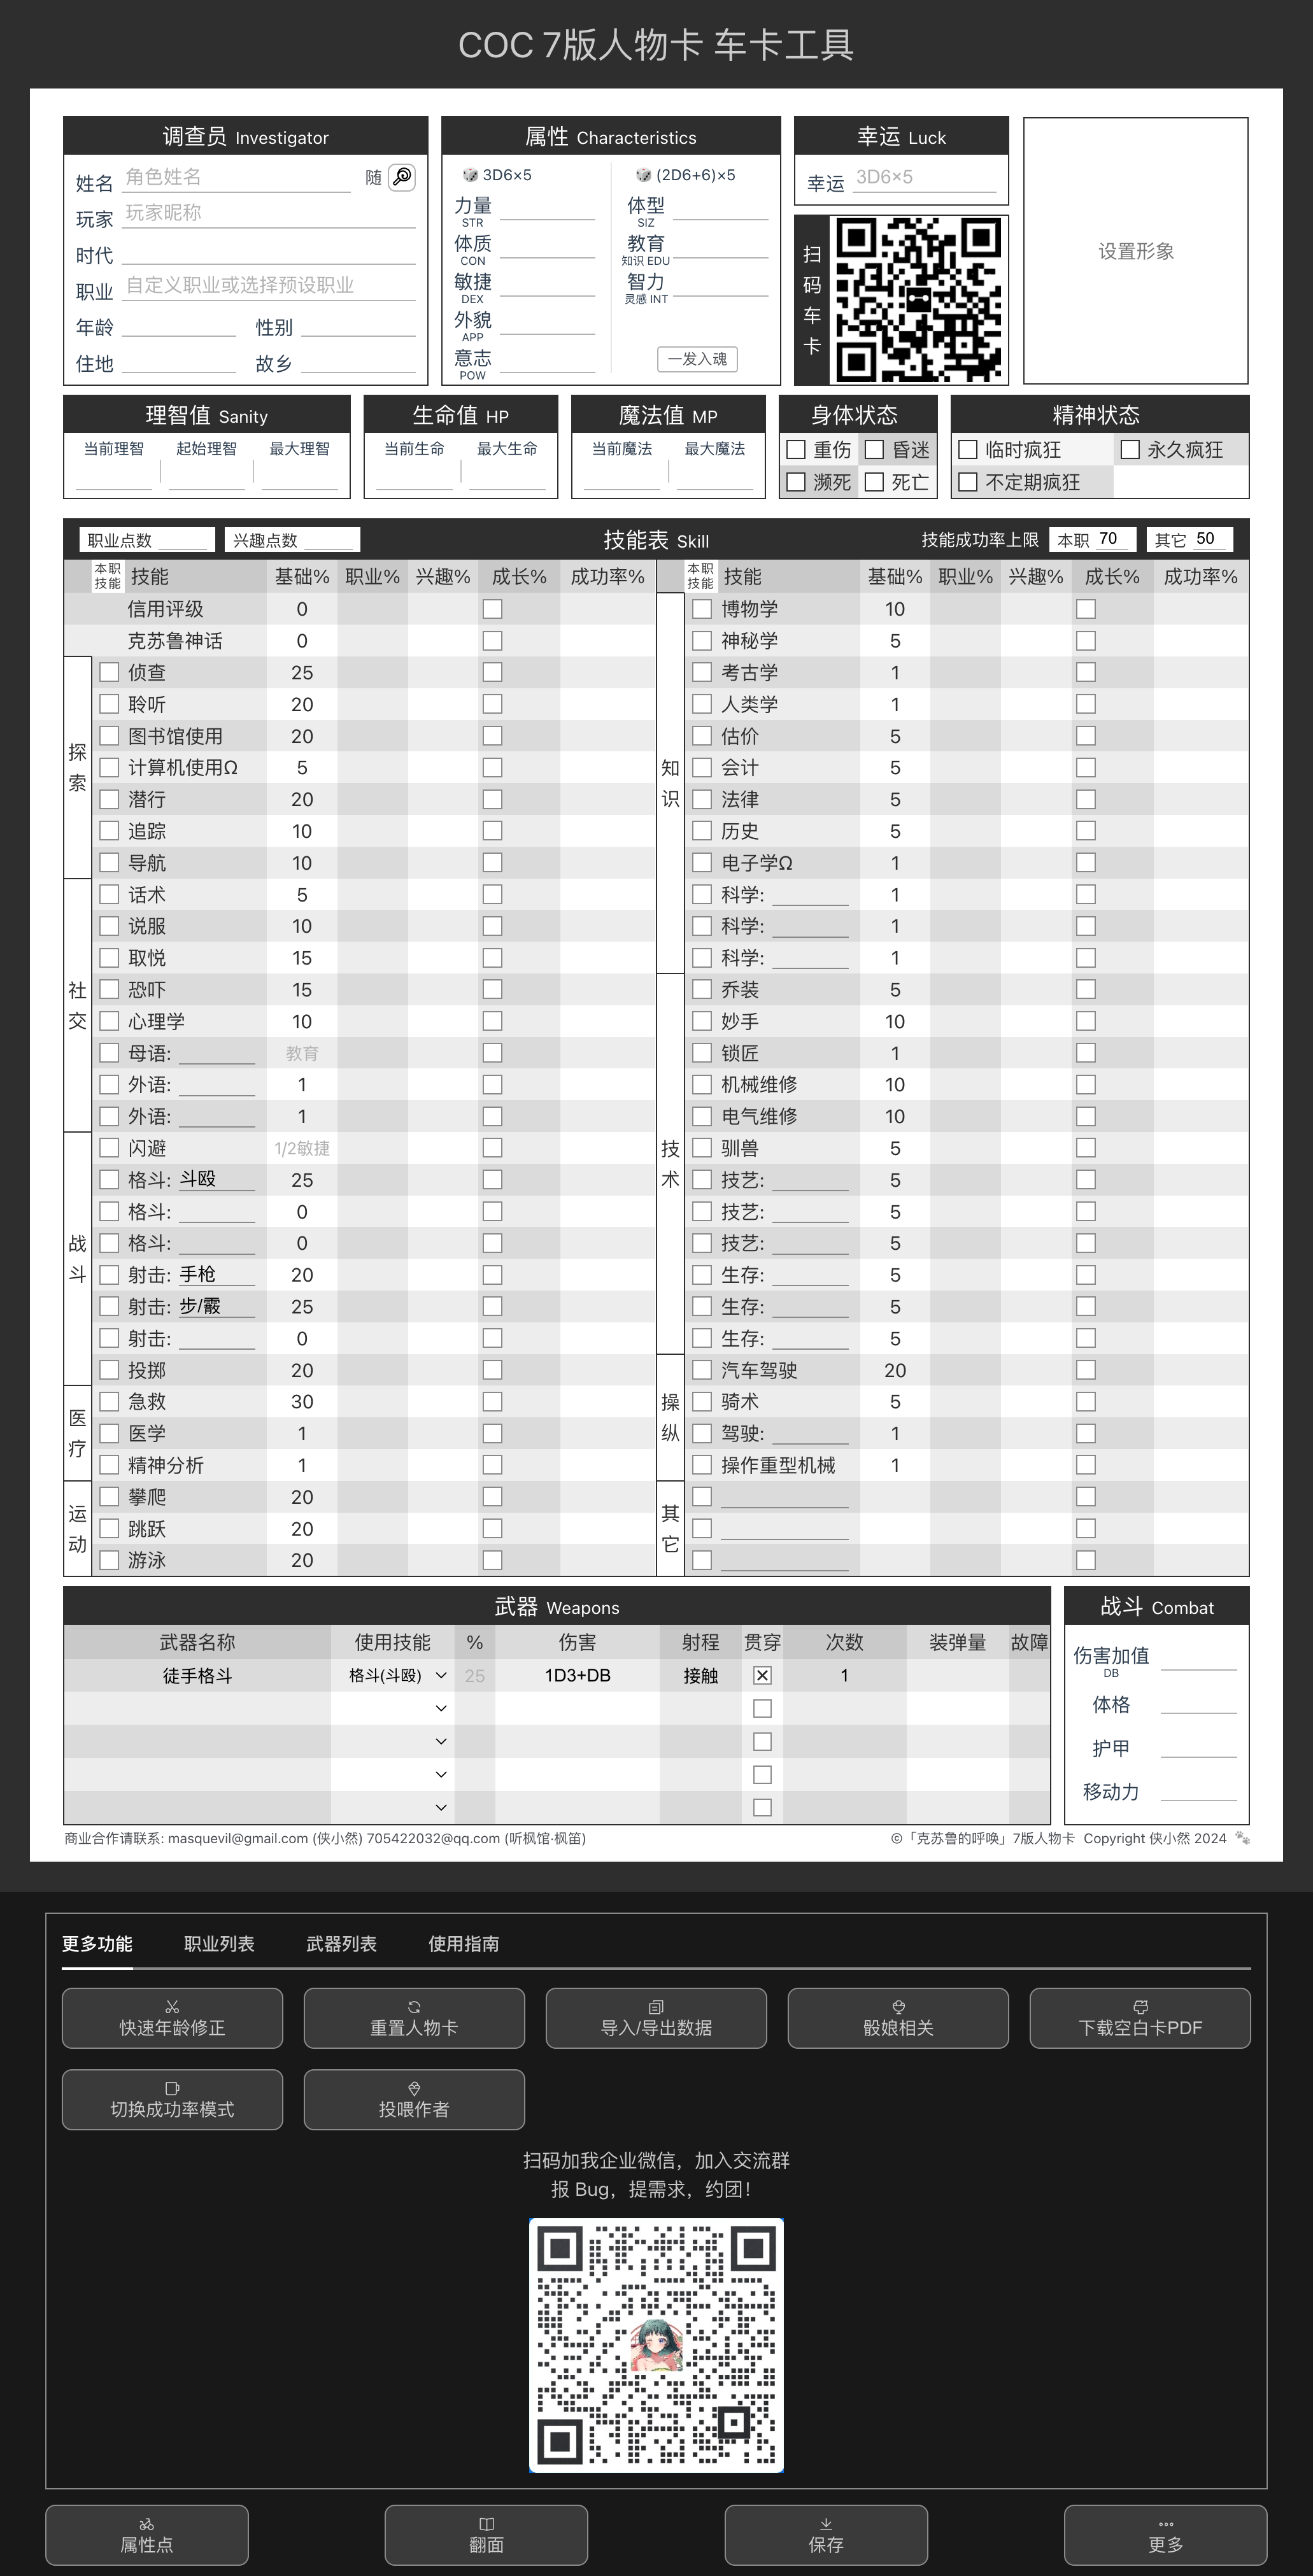 COC 7版人物卡 车卡工具
调查员 Investigator
姓名 角色姓名 随
玩家 玩家昵称
时代
职业 自定义职业或选择预设职业
年龄 性别
住地 故乡
属性 Characteristics
3D6×5 (2D6+6)×5
力量 STR 体型 SIZ
体质 CON 教育 知识 EDU
敏捷 DEX 智力 灵感 INT
外貌 APP
意志 POW 一发入魂
幸运 Luck
幸运 3D6×5
扫码车卡
设置形象
理智值 Sanity
当前理智 起始理智 最大理智
生命值 HP
当前生命 最大生命
魔法值 MP
当前魔法 最大魔法
身体状态
重伤 昏迷
濒死 死亡
精神状态
临时疯狂 永久疯狂
不定期疯狂
职业点数 兴趣点数 技能表 Skill 技能成功率上限 本职 70 其它 50
本职技能 技能 基础% 职业% 兴趣% 成长% 成功率%
信用评级 0
克苏鲁神话 0
探索
侦查 25
聆听 20
图书馆使用 20
计算机使用Ω 5
潜行 20
追踪 10
导航 10
社交
话术 5
说服 10
取悦 15
恐吓 15
心理学 10
母语: 教育
外语: 1
外语: 1
战斗
闪避 1/2敏捷
格斗: 斗殴 25
格斗: 0
格斗: 0
射击: 手枪 20
射击: 步/霰 25
射击: 0
投掷 20
医疗
急救 30
医学 1
精神分析 1
运动
攀爬 20
跳跃 20
游泳 20
本职技能 技能 基础% 职业% 兴趣% 成长% 成功率%
知识
博物学 10
神秘学 5
考古学 1
人类学 1
估价 5
会计 5
法律 5
历史 5
电子学Ω 1
科学: 1
科学: 1
科学: 1
技术
乔装 5
妙手 10
锁匠 1
机械维修 10
电气维修 10
驯兽 5
技艺: 5
技艺: 5
技艺: 5
生存: 5
生存: 5
生存: 5
操纵
汽车驾驶 20
骑术 5
驾驶: 1
操作重型机械 1
其它
武器 Weapons
武器名称 使用技能 % 伤害 射程 贯穿 次数 装弹量 故障
徒手格斗 格斗(斗殴) 25 1D3+DB 接触 1
战斗 Combat
伤害加值 DB
体格
护甲
移动力
商业合作请联系: masquevil@gmail.com (侠小然) 705422032@qq.com (听枫馆·枫笛)
©「克苏鲁的呼唤」7版人物卡 Copyright 侠小然 2024
更多功能 职业列表 武器列表 使用指南
快速年龄修正 重置人物卡 导入/导出数据 骰娘相关 下载空白卡PDF
切换成功率模式 投喂作者
扫码加我企业微信，加入交流群
报 Bug，提需求，约团！
属性点 翻面 保存 更多